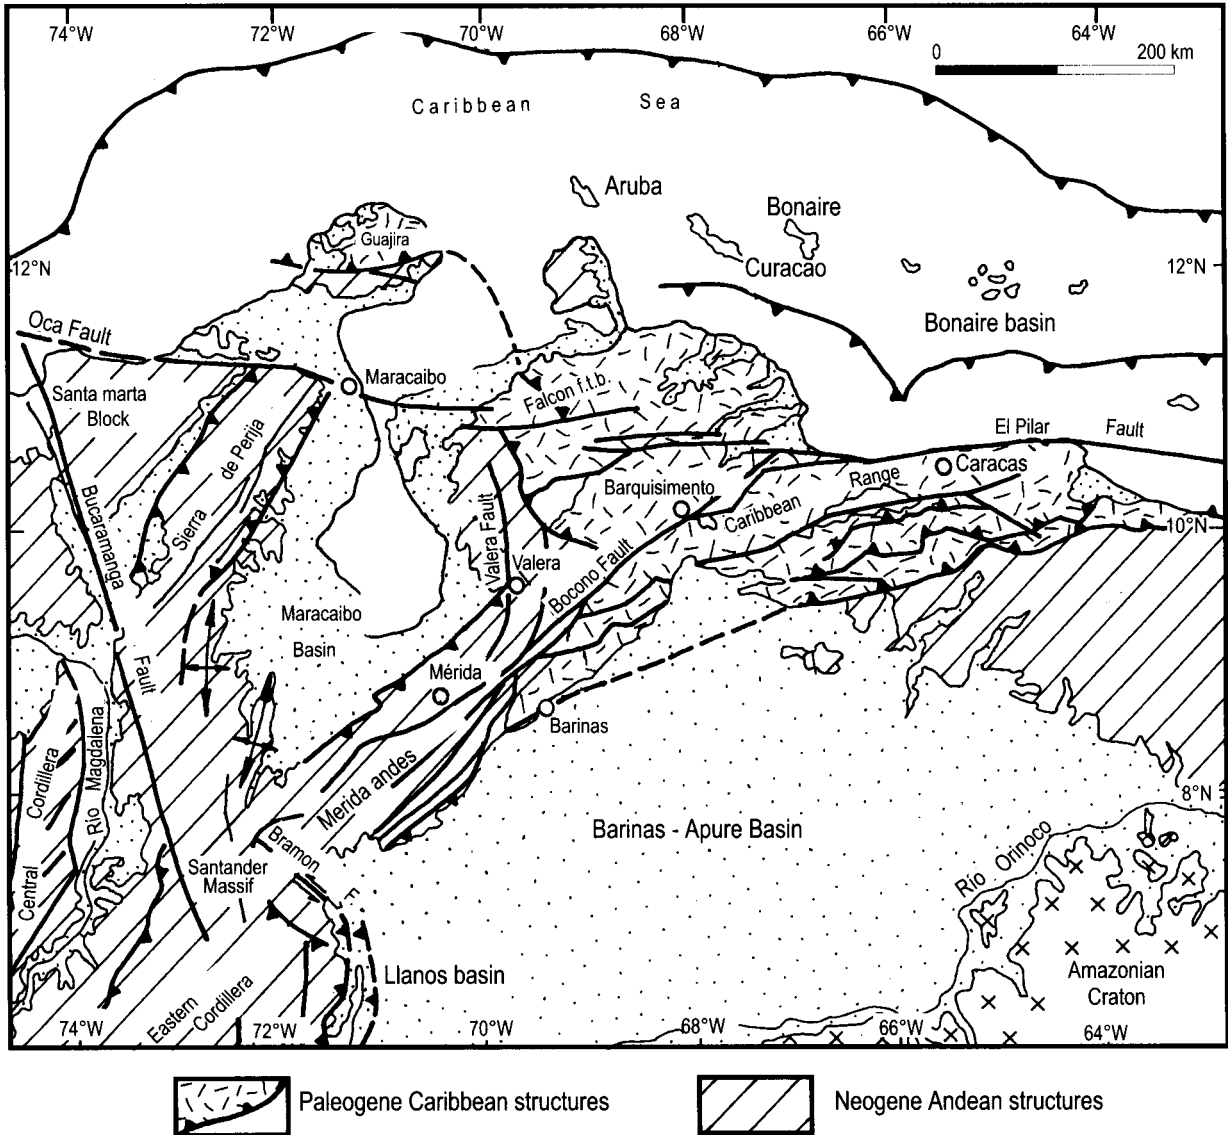 74°W 72°W 70°W 68°W 66°W 64°W
0 200 km
Caribbean Sea
Aruba
Bonaire
Curacao
Guajira
12°N 12°N
Bonaire basin
Oca Fault
Maracaibo
Santa marta
Block
Falcon f.t.b.
de Perija
Sierra
El Pilar Fault
Caracas
Range
Caribbean
Barquisimento
Bucaramanga
Fault
Valera Fault
Valera
Bocono Fault
10°N
Maracaibo
Basin
Mérida
Barinas
Cordillera
Central
Río Magdalena
Merida andes
8°N
Barinas - Apure Basin
Bramon F.
Santander
Massif
Río Orinoco
Llanos basin
Amazonian
Craton
Eastern
Cordillera
74°W 72°W 70°W 68°W 66°W 64°W
Paleogene Caribbean structures
Neogene Andean structures